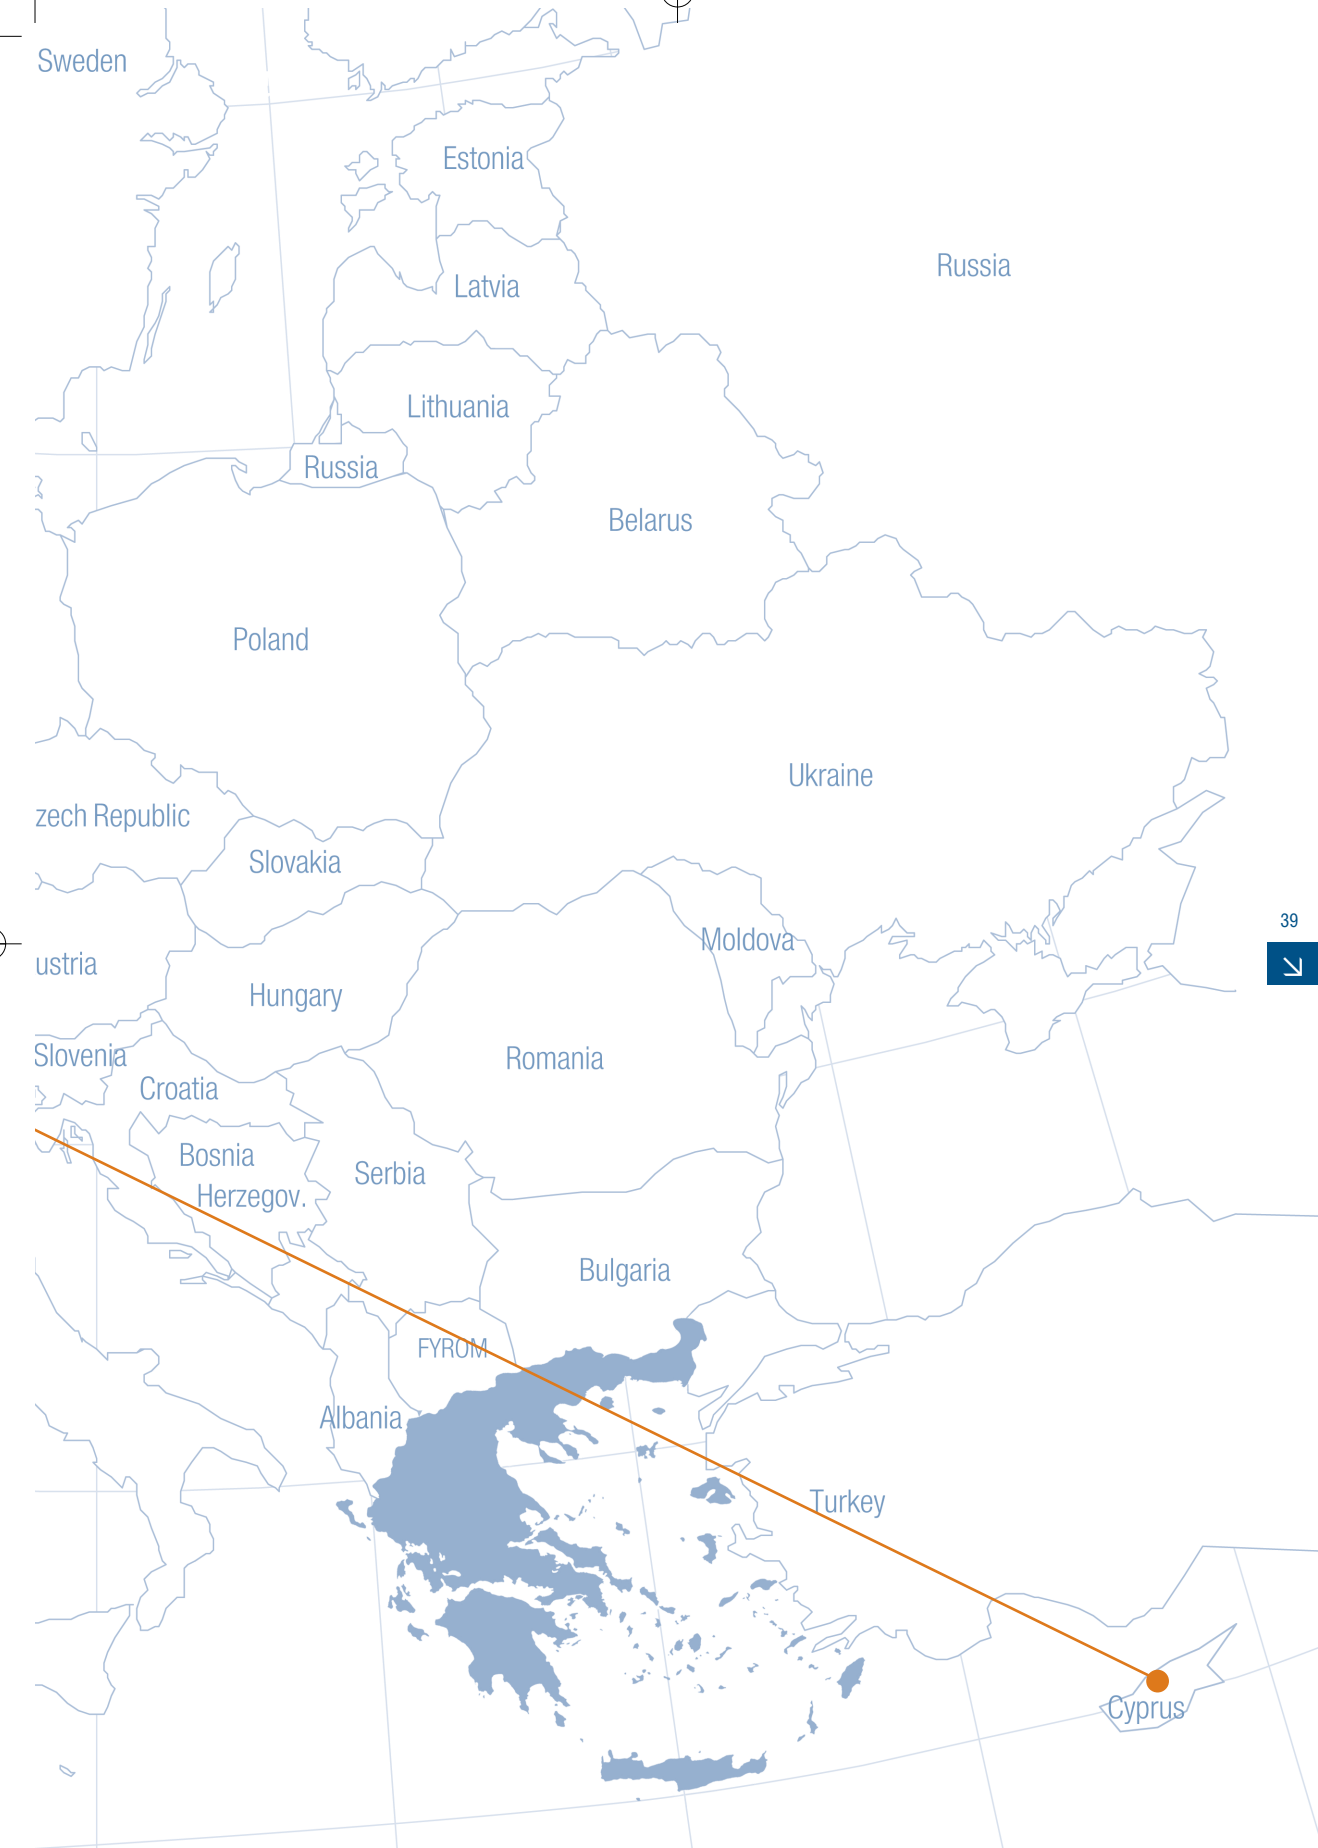 Sweden
Estonia
Russia
Latvia
Lithuania
Russia
Belarus
Poland
Ukraine
zech Republic
Slovakia
39
Moldova
ustria
Hungary
Slovenia
Romania
Croatia
Bosnia
Herzegov.
Serbia
Bulgaria
FYROM
Albania
Turkey
Cyprus